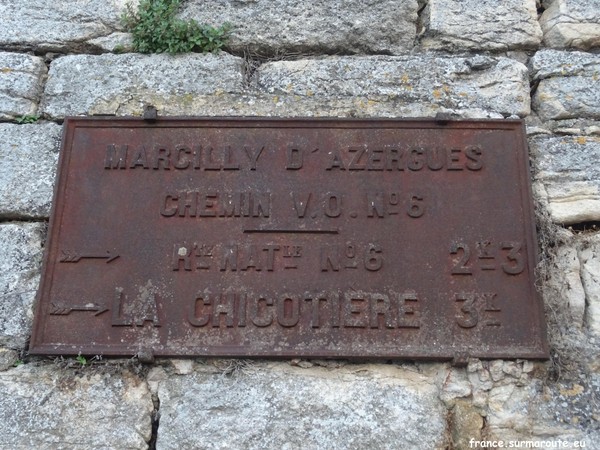 MARCILLY D'AZERGUES
CHEMIN V.O. Nº6
RTE NATLE Nº6 2K3
LA CHICOTIERE 3K
france.surmaroute.eu